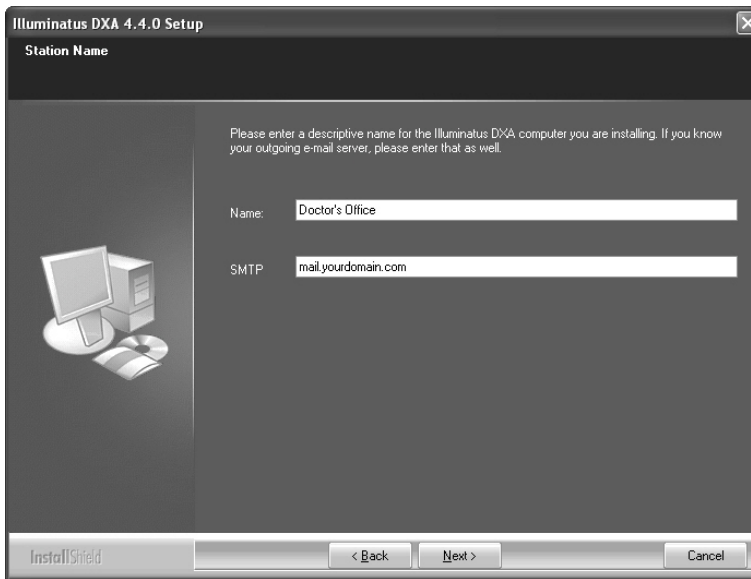 Illuminatus DXA 4.4.0 Setup
Station Name
Please enter a descriptive name for the Illuminatus DXA computer you are installing. If you know
your outgoing e-mail server, please enter that as well.
Name: Doctor's Office
SMTP mail.yourdomain.com
InstallShield
< Back
Next >
Cancel